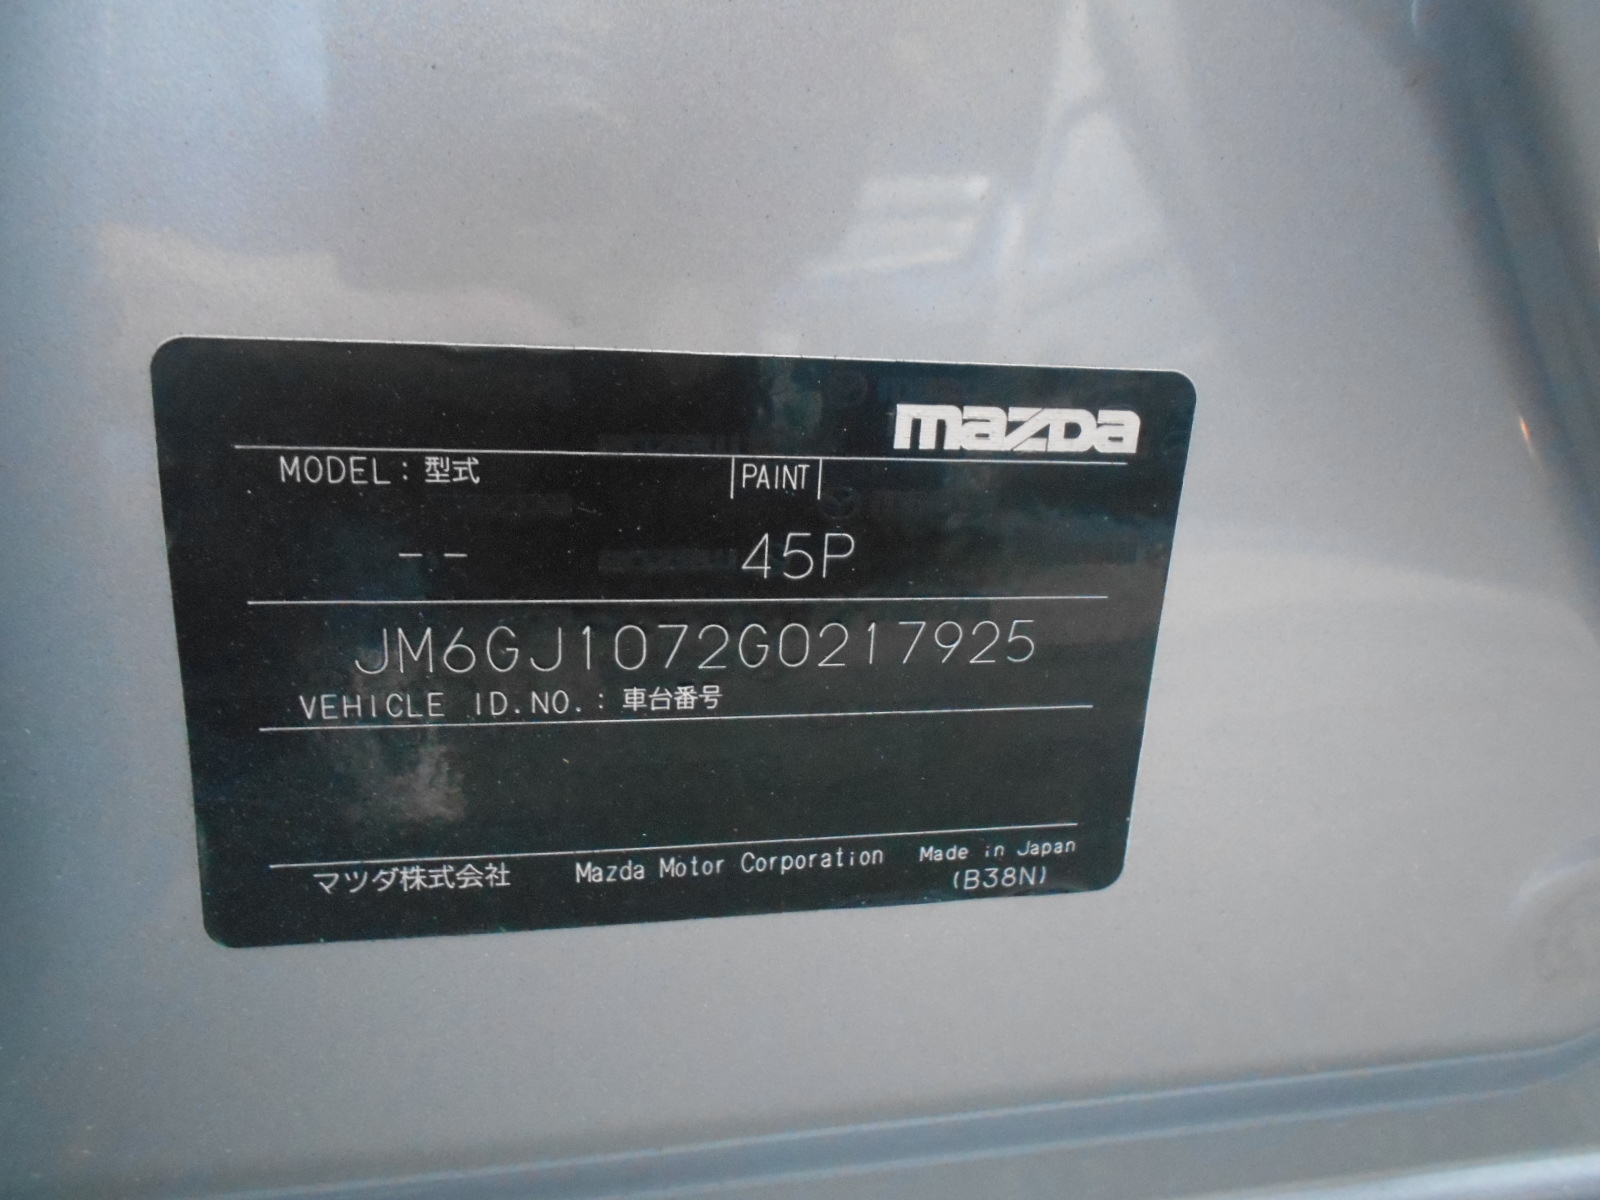 mazda
MODEL : 型式 PAINT
-- 45P
JM6GJ1072G0217925
VEHICLE ID.NO. : 車台番号
マツダ株式会社 Mazda Motor Corporation Made in Japan
(B38N)